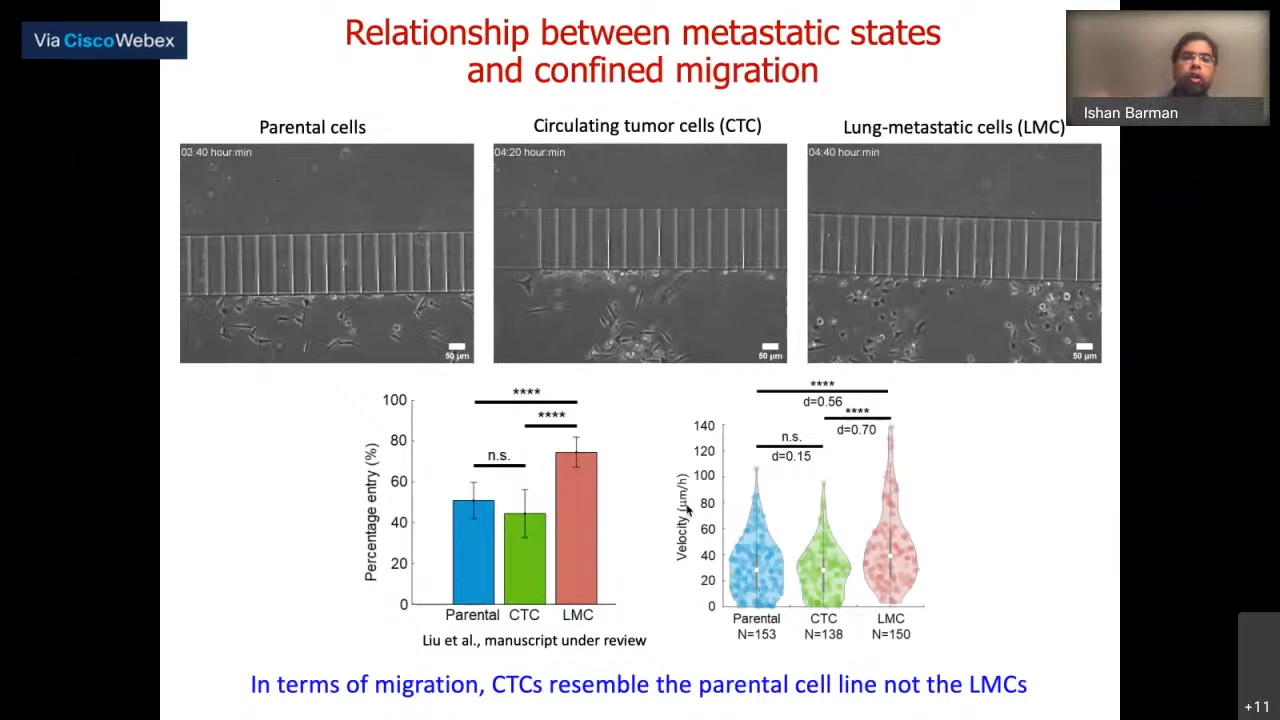 Via Cisco Webex
Relationship between metastatic states
and confined migration
Ishan Barman
Parental cells
Circulating tumor cells (CTC)
Lung-metastatic cells (LMC)
03:40 hour:min
04:20 hour:min
04:40 hour:min
50 μm
50 μm
50 μm
Percentage entry (%)
100
80
60
40
20
0
****
****
n.s.
Parental CTC LMC
Liu et al., manuscript under review
Velocity (μm/h)
140
120
100
80
60
40
20
0
****
d=0.56
****
d=0.70
n.s.
d=0.15
Parental CTC LMC
N=153 N=138 N=150
In terms of migration, CTCs resemble the parental cell line not the LMCs
+11